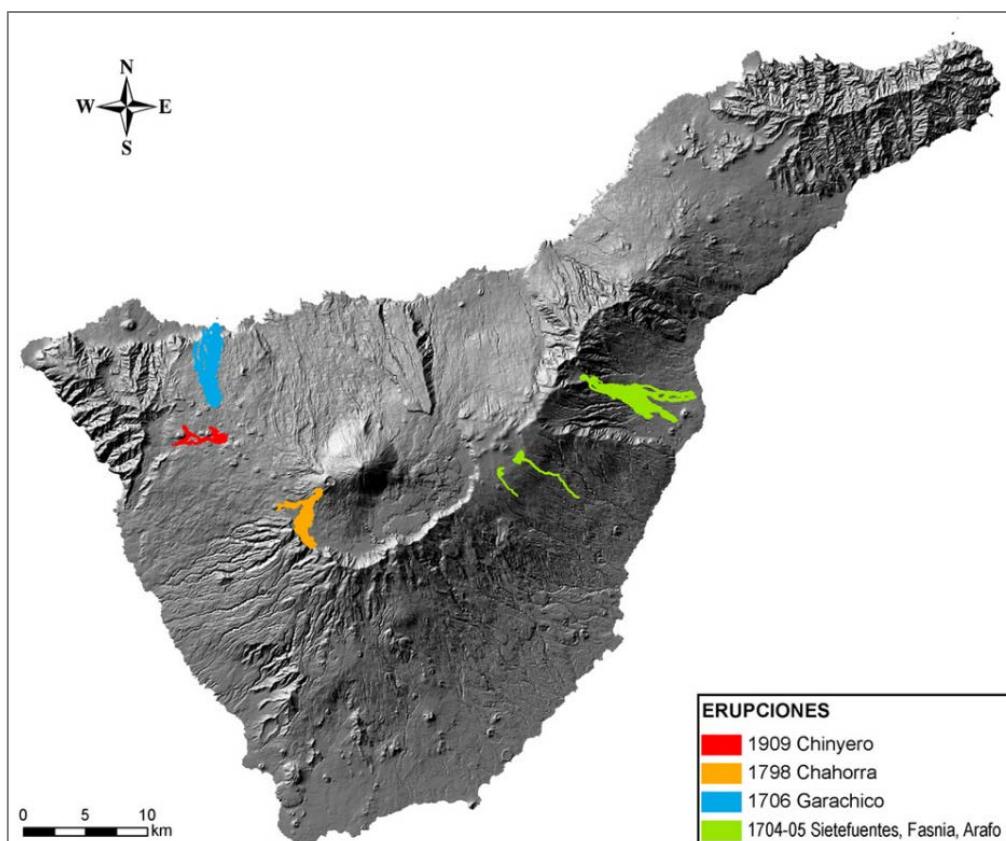 N
W E
S
ERUPCIONES
1909 Chinyero
1798 Chahorra
1706 Garachico
1704-05 Sietefuentes, Fasnia, Arafo
0 5 10
km